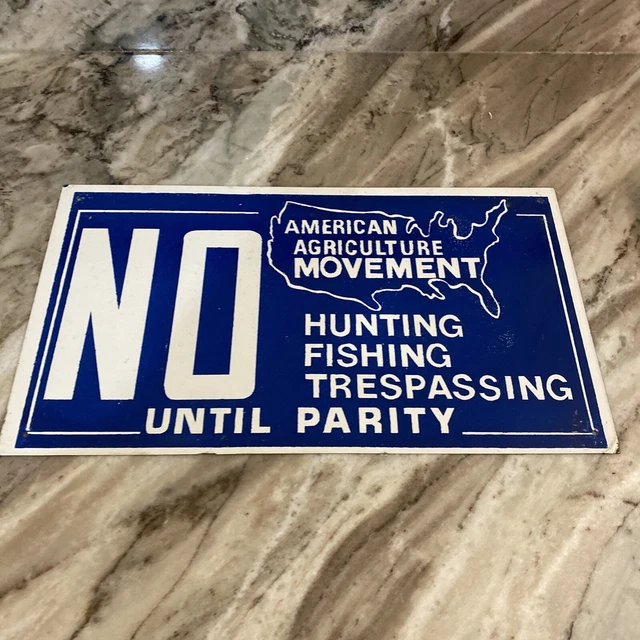 AMERICAN
AGRICULTURE
MOVEMENT
NO
HUNTING
FISHING
TRESPASSING
UNTIL PARITY